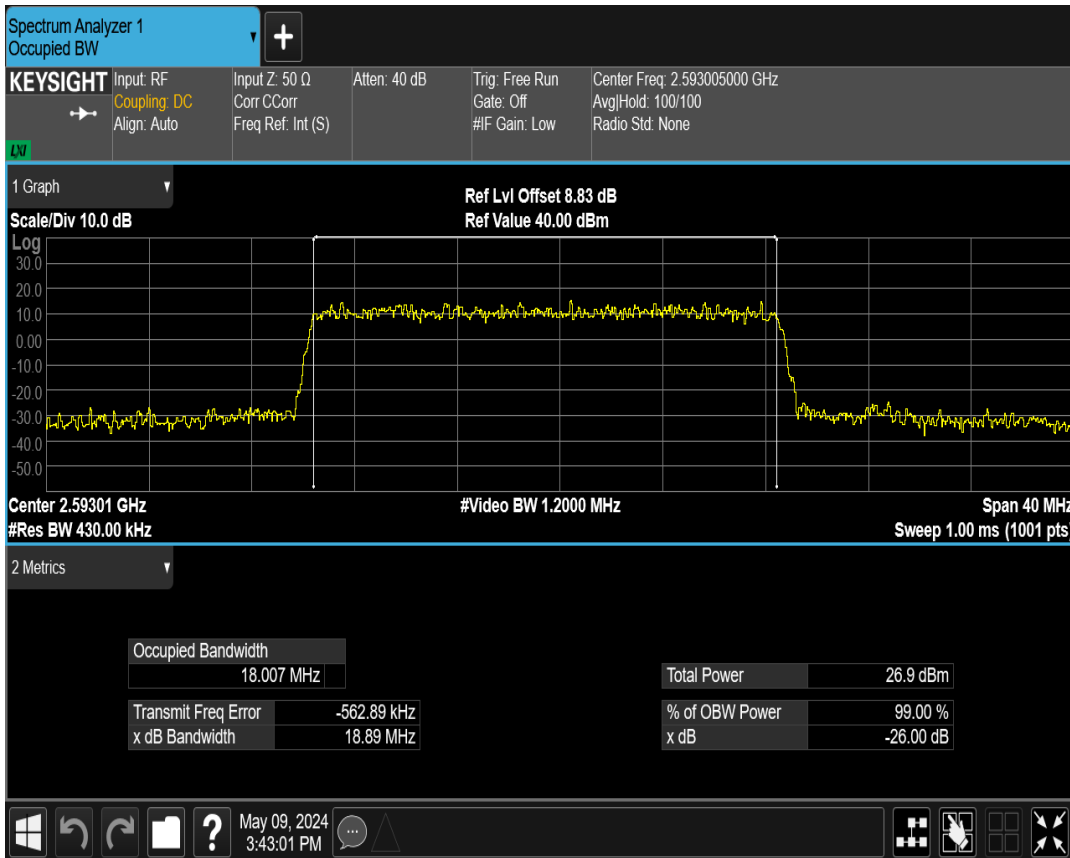 Spectrum Analyzer 1
Occupied BW
+
KEYSIGHT
LXI
Input: RF
Coupling: DC
Align: Auto
Input Z: 50 Ω
Corr CCorr
Freq Ref: Int (S)
Atten: 40 dB
Trig: Free Run
Gate: Off
#IF Gain: Low
Center Freq: 2.593005000 GHz
Avg|Hold: 100/100
Radio Std: None
1 Graph
Scale/Div 10.0 dB
Ref Lvl Offset 8.83 dB
Ref Value 40.00 dBm
Log
30.0
20.0
10.0
0.00
-10.0
-20.0
-30.0
-40.0
-50.0
Center 2.59301 GHz
#Video BW 1.2000 MHz
Span 40 MHz
#Res BW 430.00 kHz
Sweep 1.00 ms (1001 pts)
2 Metrics
Occupied Bandwidth
18.007 MHz
Total Power 26.9 dBm
Transmit Freq Error -562.89 kHz
% of OBW Power 99.00 %
x dB Bandwidth 18.89 MHz
x dB -26.00 dB
?
May 09, 2024
3:43:01 PM